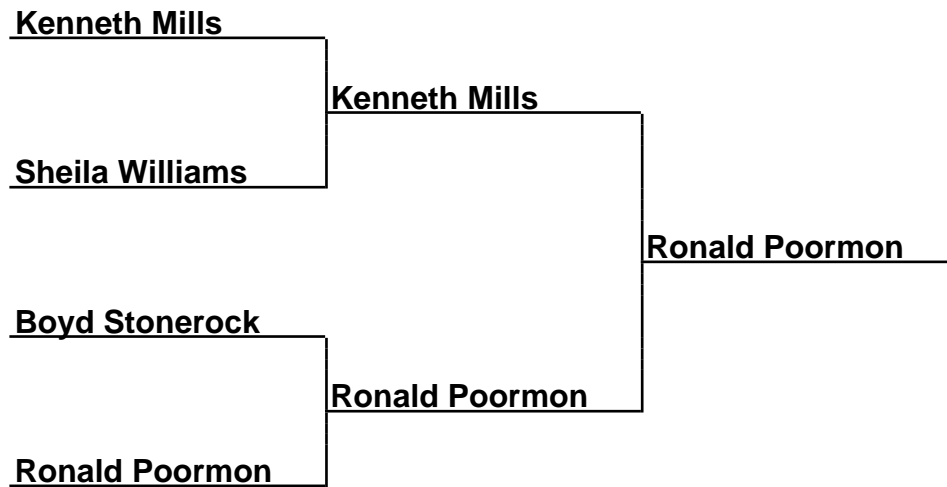 Kenneth Mills
Kenneth Mills
Sheila Williams
Ronald Poormon
Boyd Stonerock
Ronald Poormon
Ronald Poormon